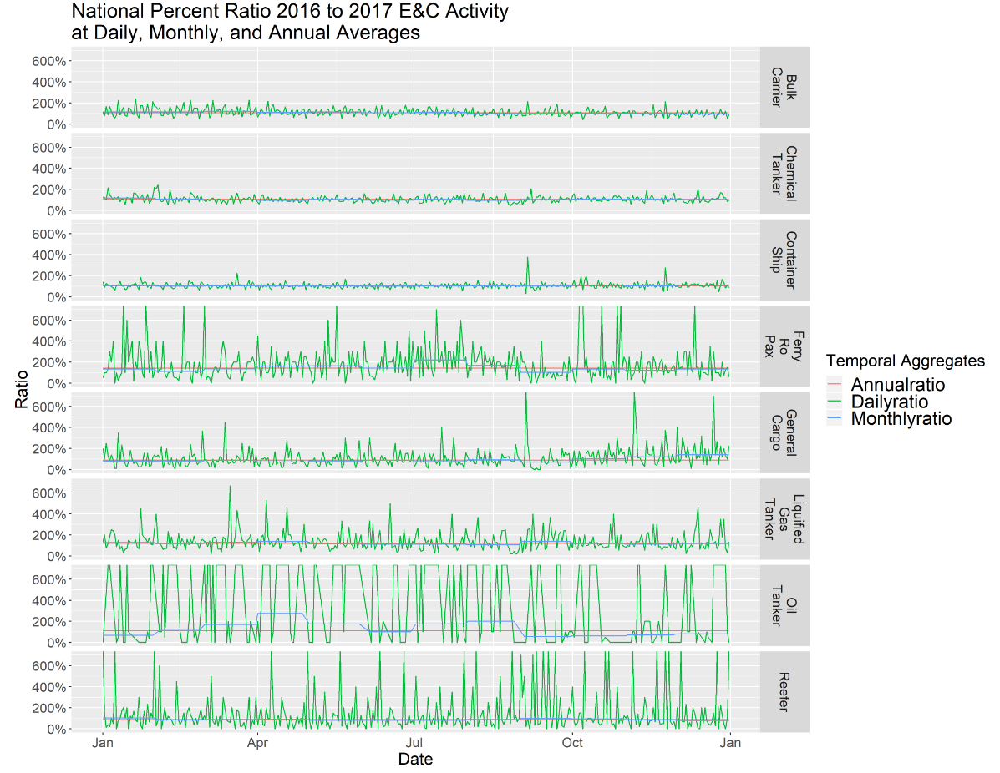 National Percent Ratio 2016 to 2017 E&C Activity
at Daily, Monthly, and Annual Averages
Ratio
600%
400%
200%
0%
Bulk
Carrier
600%
400%
200%
0%
Chemical
Tanker
600%
400%
200%
0%
Container
Ship
600%
400%
200%
0%
Ferry
Ro
Pax
600%
400%
200%
0%
General
Cargo
600%
400%
200%
0%
Liquified
Gas
Tanker
600%
400%
200%
0%
Oil
Tanker
600%
400%
200%
0%
Reefer
Jan Apr Jul Oct Jan
Date
Temporal Aggregates
Annualratio
Dailyratio
Monthlyratio